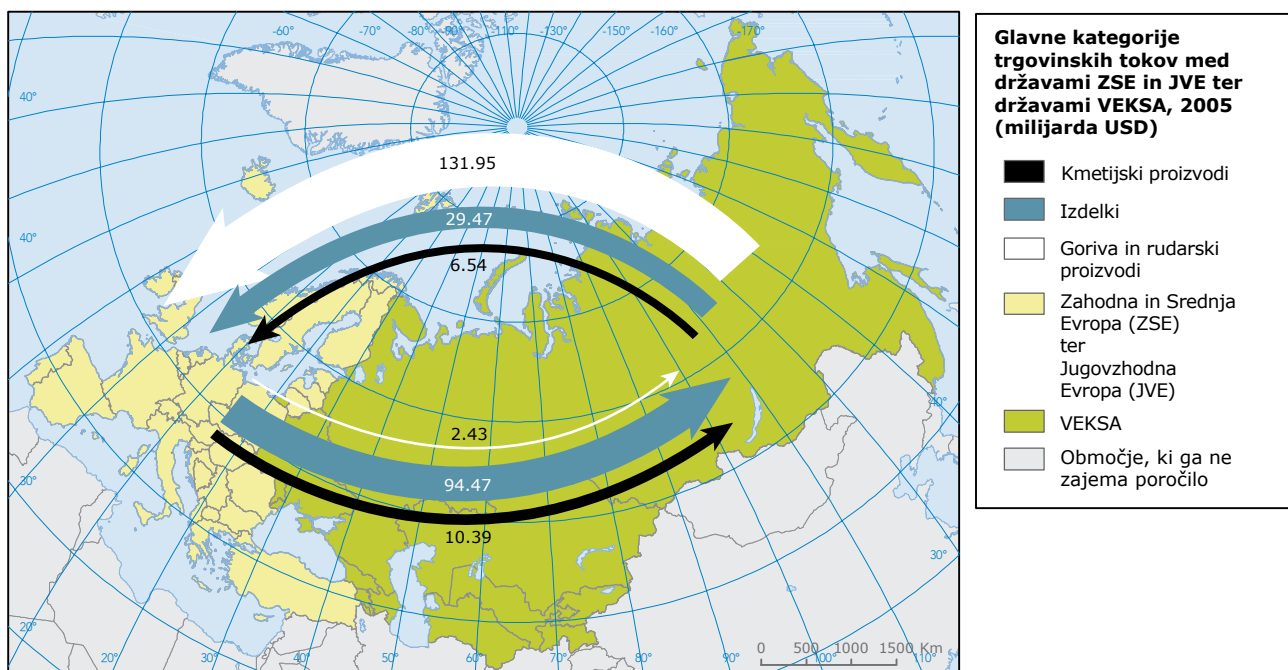 -60° -70° -80° -90° -110° -130° -150° -160° -170°
40°
40°
30°
20°
131.95
29.47
6.54
2.43
94.47
10.39
40°
30°
20° 30° 40° 50° 60° 70° 80° 90° 100° 110°
0 500 1000 1500 Km
Glavne kategorije
trgovinskih tokov med
državami ZSE in JVE ter
državami VEKSA, 2005
(milijarda USD)
Kmetijski proizvodi
Izdelki
Goriva in rudarski
proizvodi
Zahodna in Srednja
Evropa (ZSE)
ter
Jugovzhodna
Evropa (JVE)
VEKSA
Območje, ki ga ne
zajema poročilo